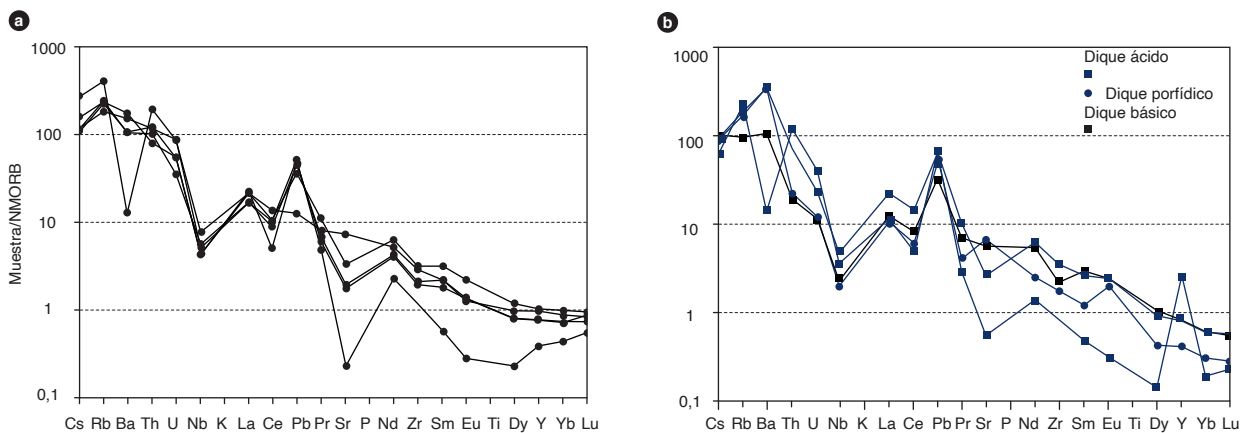 a
1000
100
10
1
0,1
Muestra/NMORB
Cs Rb Ba Th U Nb K La Ce Pb Pr Sr P Nd Zr Sm Eu Ti Dy Y Yb Lu
b
1000
100
10
1
0,1
Dique ácido
Dique porfídico
Dique básico
Cs Rb Ba Th U Nb K La Ce Pb Pr Sr P Nd Zr Sm Eu Ti Dy Y Yb Lu